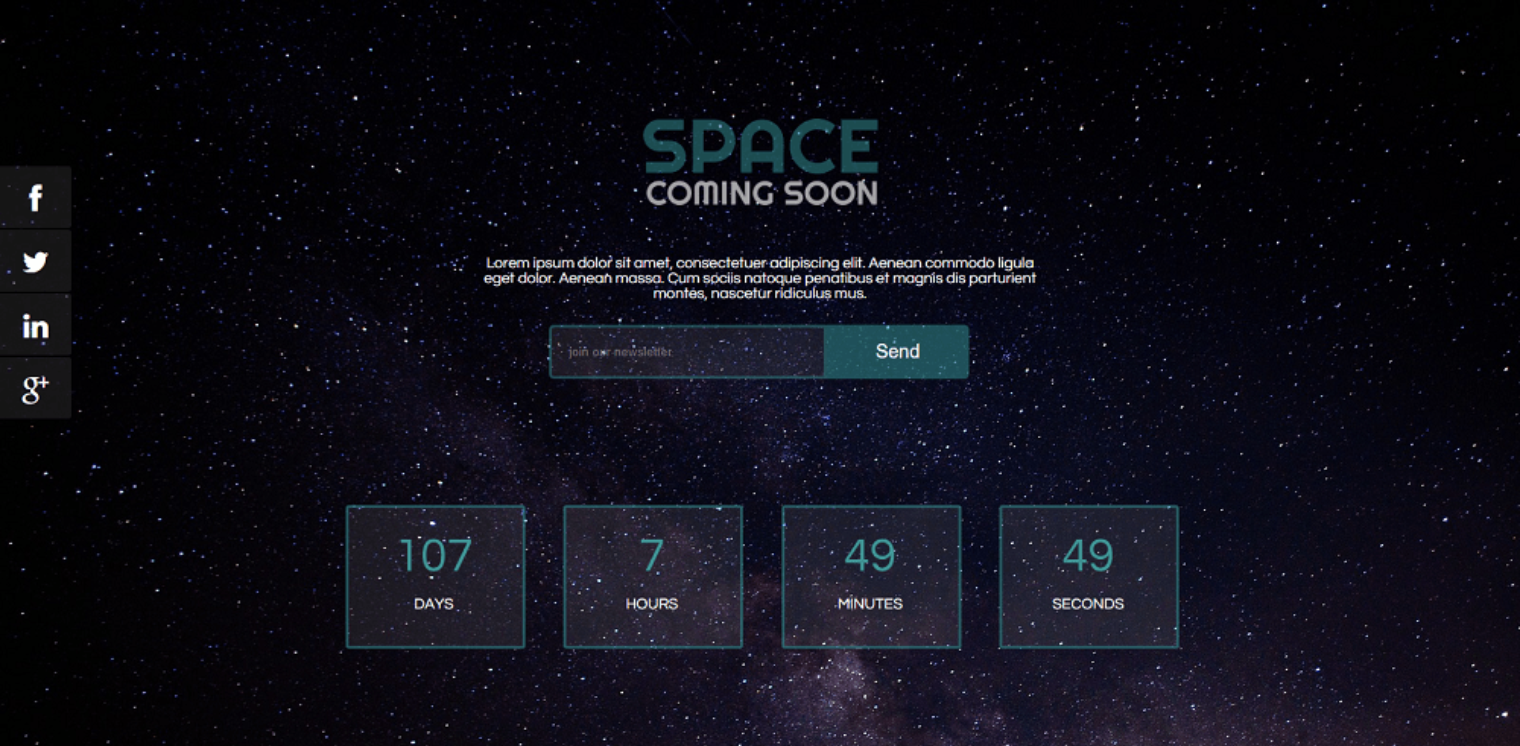 SPACE
COMING SOON
f
in
g+
Lorem ipsum dolor sit amet, consectetuer adipiscing elit. Aenean commodo ligula
eget dolor. Aenean massa. Cum sociis natoque penatibus et magnis dis parturient
montes, nascetur ridiculus mus.
join our newsletter
Send
107
DAYS
7
HOURS
49
MINUTES
49
SECONDS